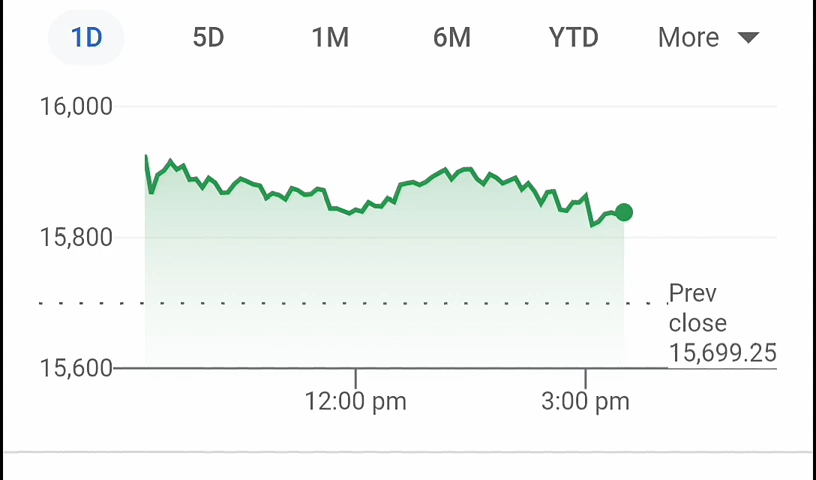 1D 5D 1M 6M YTD More
16,000
15,800
Prev
close
15,699.25
15,600
12:00 pm 3:00 pm